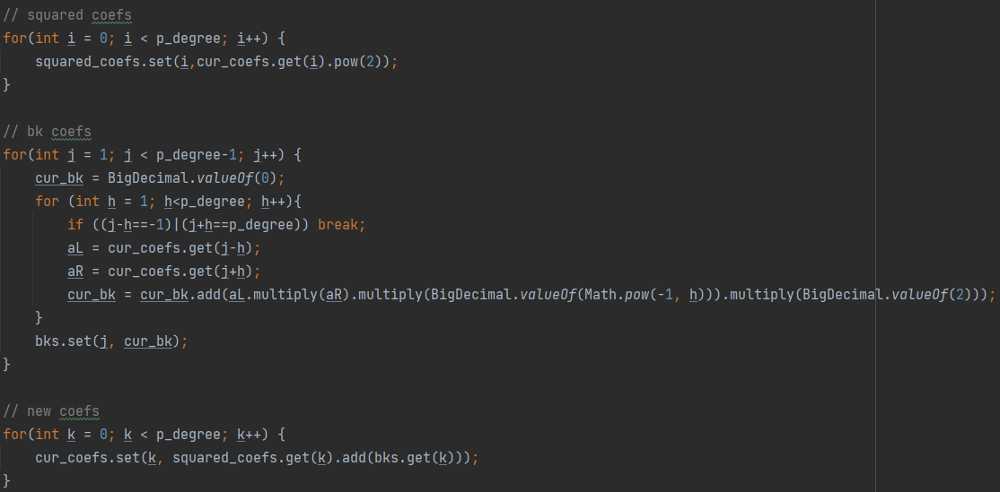 // squared coefs
for(int i = 0; i < p_degree; i++) {
    squared_coefs.set(i,cur_coefs.get(i).pow(2));
}

// bk coefs
for(int j = 1; j < p_degree-1; j++) {
    cur_bk = BigDecimal.valueOf(0);
    for (int h = 1; h<p_degree; h++){
        if ((j-h==-1)|(j+h==p_degree)) break;
        aL = cur_coefs.get(j-h);
        aR = cur_coefs.get(j+h);
        cur_bk = cur_bk.add(aL.multiply(aR).multiply(BigDecimal.valueOf(Math.pow(-1, h))).multiply(BigDecimal.valueOf(2)));
    }
    bks.set(j, cur_bk);
}

// new coefs
for(int k = 0; k < p_degree; k++) {
    cur_coefs.set(k, squared_coefs.get(k).add(bks.get(k)));
}